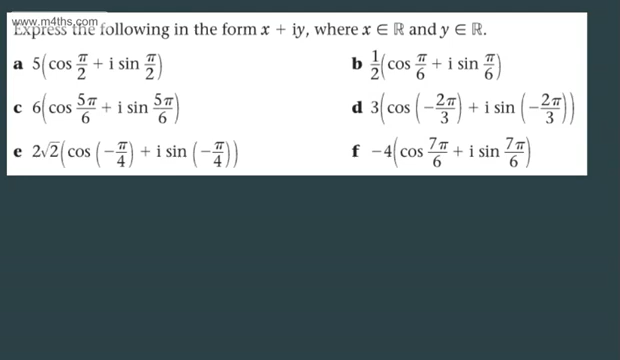 www.m4ths.com
Express the following in the form x + iy, where x ∈ ℝ and y ∈ ℝ.
a 5(cos π/2 + i sin π/2) b 1/2(cos π/6 + i sin π/6)
c 6(cos 5π/6 + i sin 5π/6) d 3(cos (−2π/3) + i sin (−2π/3))
e 2√2(cos (−π/4) + i sin (−π/4)) f −4(cos 7π/6 + i sin 7π/6)